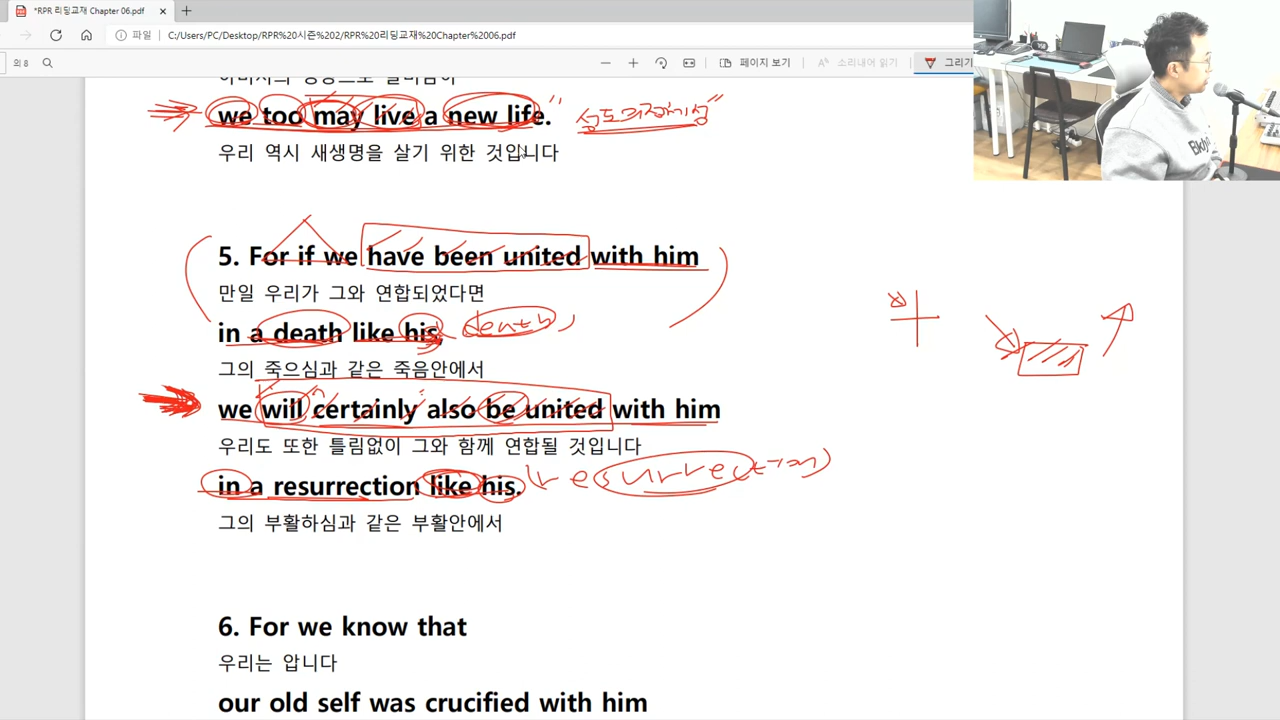 *RPR 리딩교재 Chapter 06.pdf
파일 C:/Users/PC/Desktop/RPR%20시즌%202/RPR%20리딩교재%20Chapter%2006.pdf
의 8 페이지 보기 소리내어 읽기 그리기
we too may live a new life."
우리 역시 새생명을 살기 위한 것입니다
5. For if we have been united with him
만일 우리가 그와 연합되었다면
in a death like his, death)
그의 죽으심과 같은 죽음안에서
we will certainly also be united with him
우리도 또한 틀림없이 그와 함께 연합될 것입니다
in a resurrection like his. (resurrection)
그의 부활하심과 같은 부활안에서
6. For we know that
우리는 압니다
our old self was crucified with him